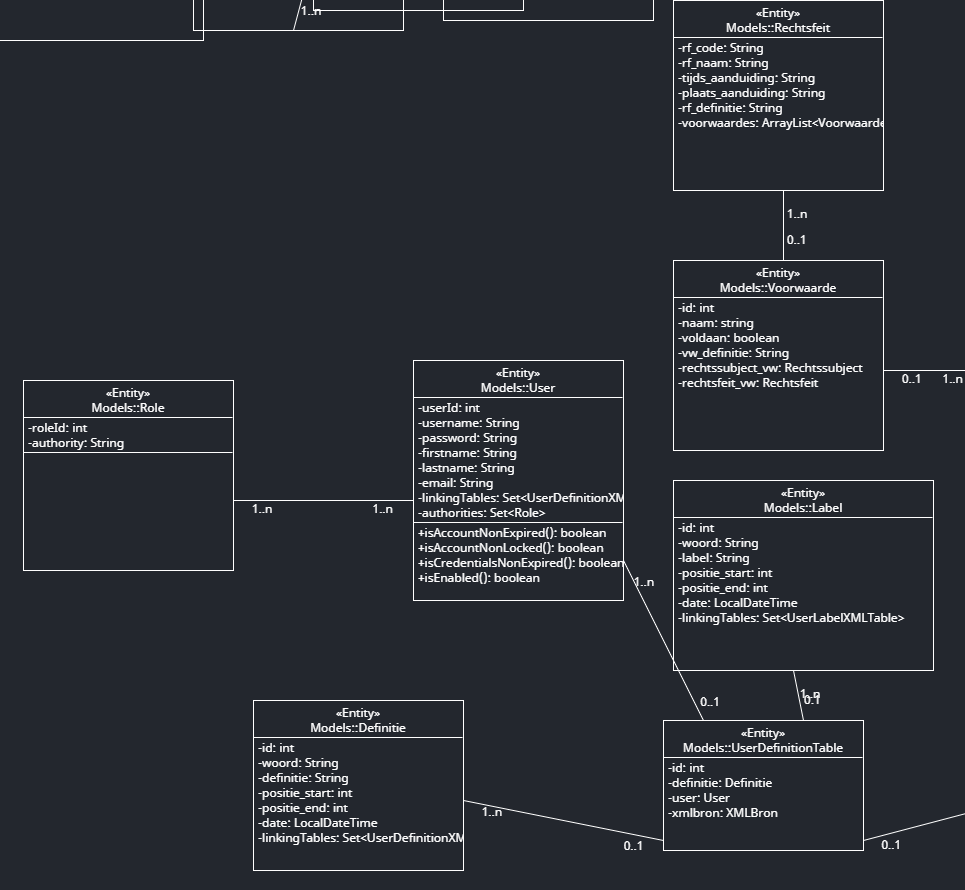 1..n
«Entity»
Models::Rechtsfeit
-rf_code: String
-rf_naam: String
-tijds_aanduiding: String
-plaats_aanduiding: String
-rf_definitie: String
-voorwaardes: ArrayList<Voorwaarde
1..n
0..1
«Entity»
Models::Voorwaarde
-id: int
-naam: string
-voldaan: boolean
-vw_definitie: String
-rechtssubject_vw: Rechtssubject
-rechtsfeit_vw: Rechtsfeit
0..1
1..n
«Entity»
Models::Role
-roleId: int
-authority: String
1..n
1..n
«Entity»
Models::User
-userId: int
-username: String
-password: String
-firstname: String
-lastname: String
-email: String
-linkingTables: Set<UserDefinitionXM
-authorities: Set<Role>
+isAccountNonExpired(): boolean
+isAccountNonLocked(): boolean
+isCredentialsNonExpired(): boolean
+isEnabled(): boolean
1..n
«Entity»
Models::Label
-id: int
-woord: String
-label: String
-positie_start: int
-positie_end: int
-date: LocalDateTime
-linkingTables: Set<UserLabelXMLTable>
0..1
1..n
0..1
«Entity»
Models::Definitie
-id: int
-woord: String
-definitie: String
-positie_start: int
-positie_end: int
-date: LocalDateTime
-linkingTables: Set<UserDefinitionXM
1..n
0..1
«Entity»
Models::UserDefinitionTable
-id: int
-definitie: Definitie
-user: User
-xmlbron: XMLBron
0..1